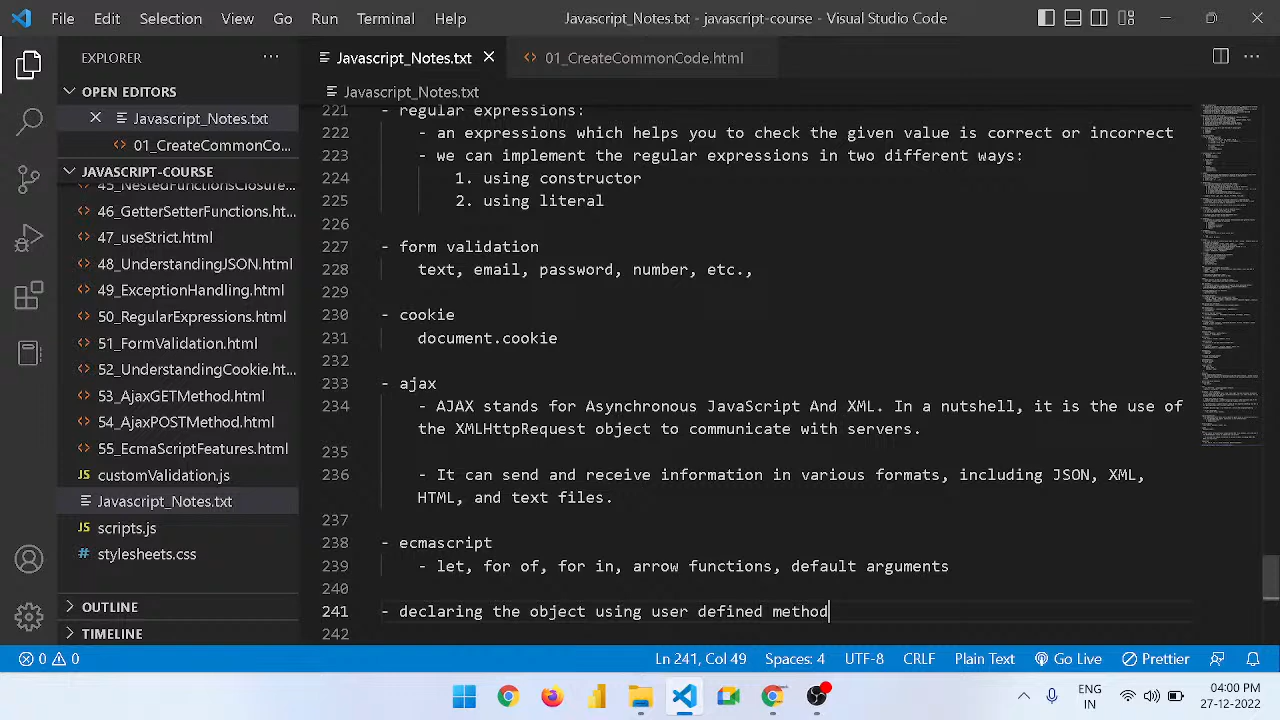 File Edit Selection View Go Run Terminal Help Javascript_Notes.txt - javascript-course - Visual Studio Code
EXPLORER
Javascript_Notes.txt
01_CreateCommonCode.html
OPEN EDITORS
Javascript_Notes.txt
Javascript_Notes.txt
01_CreateCommonCo...
JAVASCRIPT-COURSE
_GetterSetterFunctions.ht...
_useStrict.html
_UnderstandingJSON.html
49_ExceptionHandling.html
50_RegularExpressions.html
51_FormValidation.html
52_UnderstandingCookie.ht...
53_AjaxGETMethod.html
54_AjaxPOSTMethod.html
55_EcmaScriptFeatures.html
customValidation.js
Javascript_Notes.txt
JS scripts.js
# stylesheets.css
OUTLINE
TIMELINE
221 - regular expressions:
222 - an expressions which helps you to check the given value is correct or incorrect
223 - we can implement the regular expressions in two different ways:
224 1. using constructor
225 2. using literal
226
227 - form validation
228 - text, address, email, number etc..,
229
230 - cookie
231 - document.cookie
232
233 - ajax
234 - AJAX stands for Asynchronous JavaScript and XML. In a nutshell, it is the use of
the XMLHttpRequest object to communicate with servers.
235
236 - It can send and receive information in various formats, including JSON, XML,
HTML, and text files.
237
238 - ecmascript
239 - let, for of, for in, arrow functions, default arguments
240
241 - declaring the object using user defined method
242
0 0 Ln 241, Col 49 Spaces: 4 UTF-8 CRLF Plain Text Go Live Prettier
ENG
IN
04:00 PM
27-12-2022